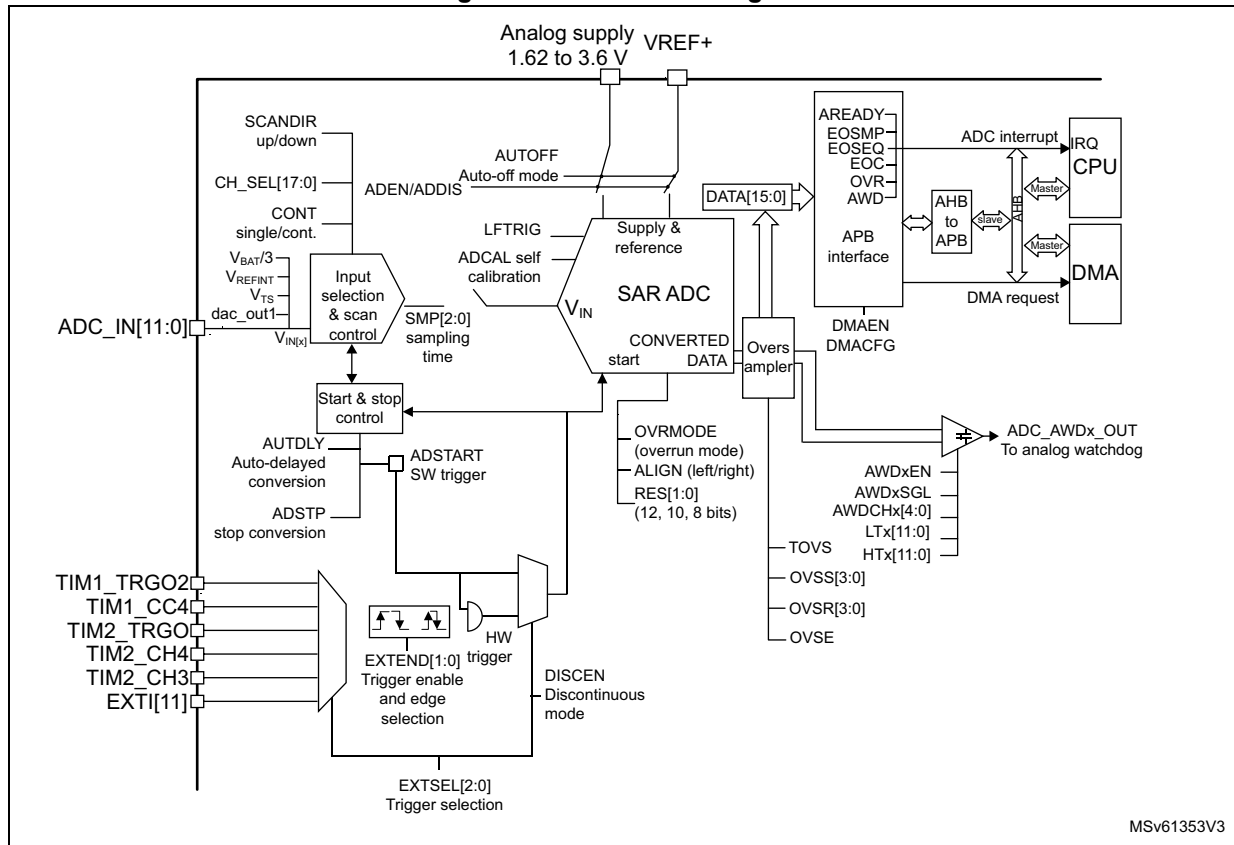 Analog supply
1.62 to 3.6 V
VREF+
SCANDIR
up/down
CH_SEL[17:0]
CONT
single/cont.
VBAT/3
VREFINT
VTS
dac_out1
ADC_IN[11:0]
VIN[x]
Input
selection
& scan
control
SMP[2:0]
sampling
time
AUTOFF
Auto-off mode
ADEN/ADDIS
LFTRIG
ADCAL self
calibration
Supply &
reference
SAR ADC
VIN
CONVERTED
DATA
start
DATA[15:0]
AREADY
EOSMP
EOSEQ
EOC
OVR
AWD
APB
interface
DMAEN
DMACFG
AHB
to
APB
slave
AHB
Master
Master
ADC interrupt
IRQ
CPU
DMA
DMA request
Overs
ampler
Start & stop
control
AUTDLY
Auto-delayed
conversion
ADSTP
stop conversion
ADSTART
SW trigger
OVRMODE
(overrun mode)
ALIGN (left/right)
RES[1:0]
(12, 10, 8 bits)
ADC_AWDx_OUT
To analog watchdog
AWDxEN
AWDxSGL
AWDCHx[4:0]
LTx[11:0]
HTx[11:0]
TOVS
OVSS[3:0]
OVSR[3:0]
OVSE
TIM1_TRGO2
TIM1_CC4
TIM2_TRGO
TIM2_CH4
TIM2_CH3
EXTI[11]
EXTEND[1:0]
Trigger enable
and edge
selection
HW
trigger
DISCEN
Discontinuous
mode
EXTSEL[2:0]
Trigger selection
MSv61353V3